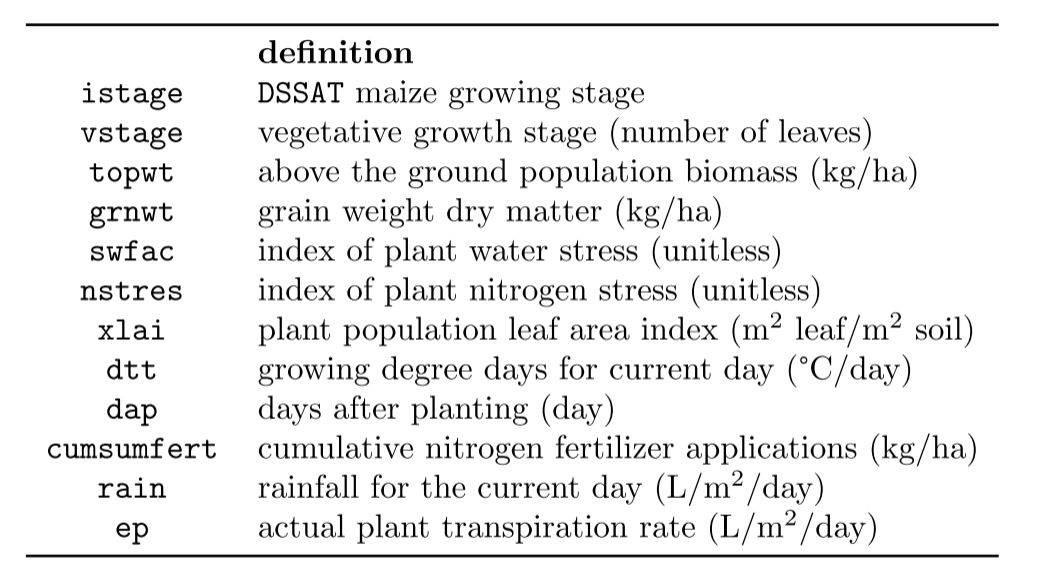 definition
istage DSSAT maize growing stage
vstage vegetative growth stage (number of leaves)
topwt above the ground population biomass (kg/ha)
grnwt grain weight dry matter (kg/ha)
swfac index of plant water stress (unitless)
nstres index of plant nitrogen stress (unitless)
xlai plant population leaf area index (m² leaf/m² soil)
dtt growing degree days for current day (°C/day)
dap days after planting (day)
cumsumfert cumulative nitrogen fertilizer applications (kg/ha)
rain rainfall for the current day (L/m²/day)
ep actual plant transpiration rate (L/m²/day)